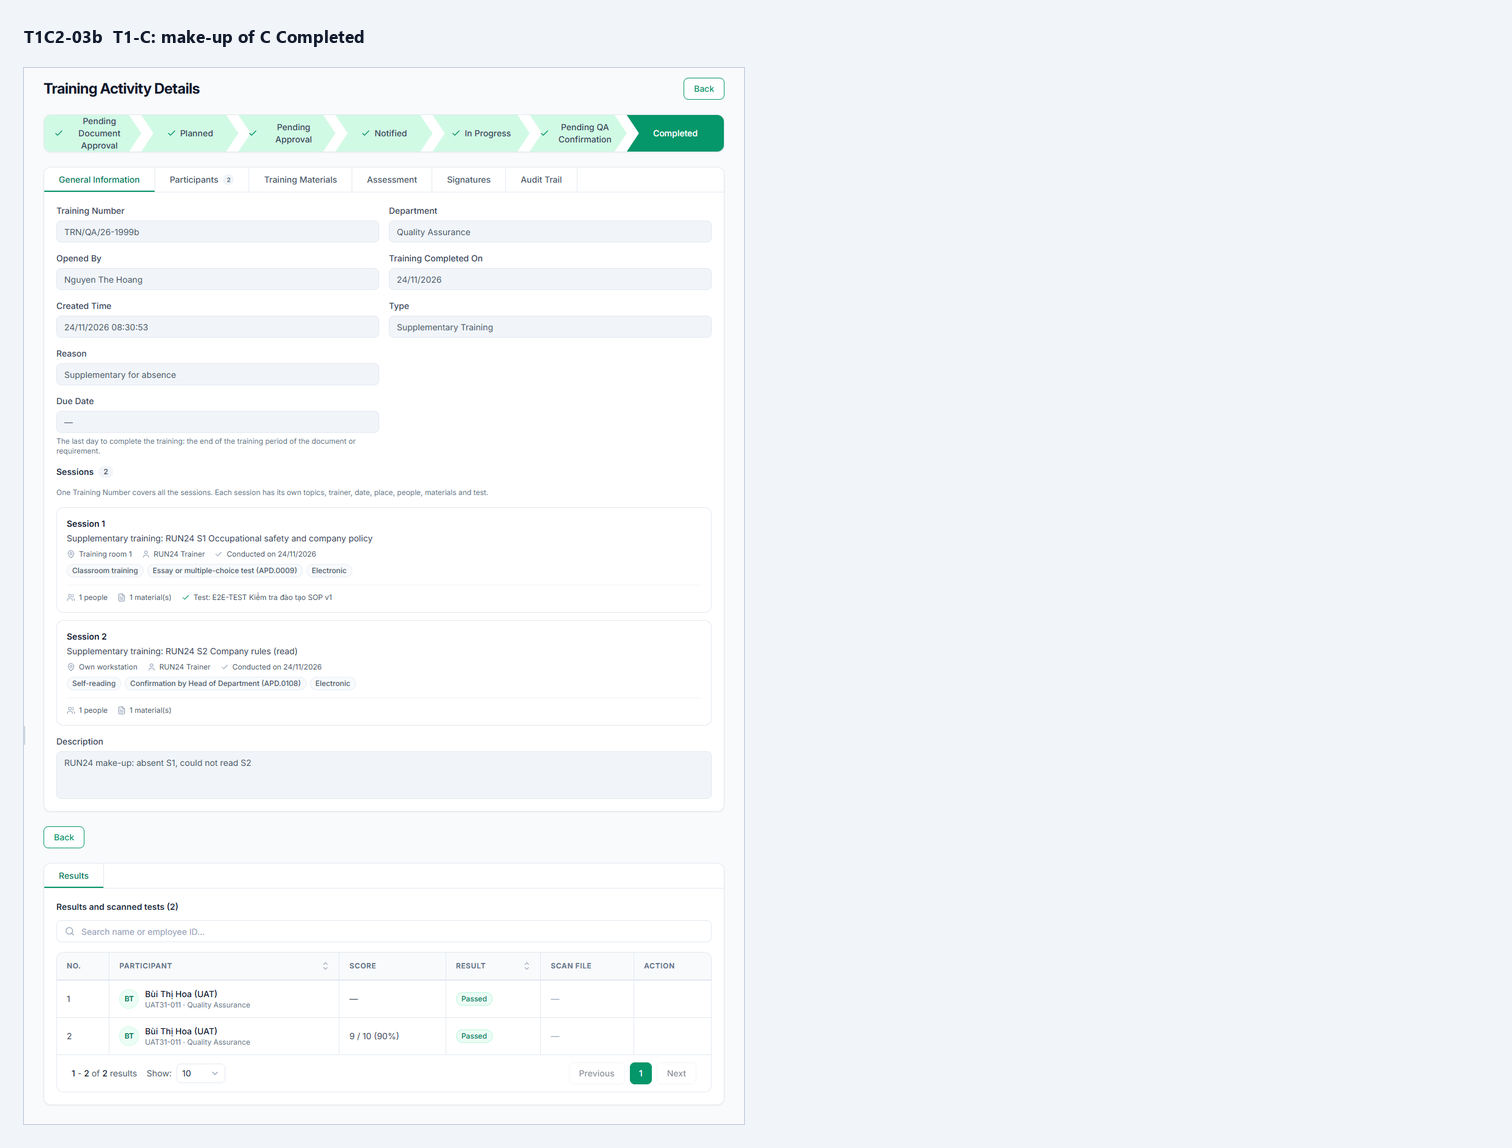 T1C2-03b T1-C: make-up of C Completed
Training Activity Details
Back
Pending Document Approval
Planned
Pending Approval
Notified
In Progress
Pending QA Confirmation
Completed
General Information
Participants 2
Training Materials
Assessment
Signatures
Audit Trail
Training Number
Department
TRN/QA/26-1999b
Quality Assurance
Opened By
Training Completed On
Nguyen The Hoang
24/11/2026
Created Time
Type
24/11/2026 08:30:53
Supplementary Training
Reason
Supplementary for absence
Due Date
—
The last day to complete the training: the end of the training period of the document or
requirement.
Sessions 2
One Training Number covers all the sessions. Each session has its own topics, trainer, date, place, people, materials and test.
Session 1
Supplementary training: RUN24 S1 Occupational safety and company policy
Training room 1 RUN24 Trainer Conducted on 24/11/2026
Classroom training Essay or multiple-choice test (APD.0009) Electronic
1 people 1 material(s) Test: E2E-TEST Kiểm tra đào tạo SOP v1
Session 2
Supplementary training: RUN24 S2 Company rules (read)
Own workstation RUN24 Trainer Conducted on 24/11/2026
Self-reading Confirmation by Head of Department (APD.0108) Electronic
1 people 1 material(s)
Description
RUN24 make-up: absent S1, could not read S2
Back
Results
Results and scanned tests (2)
Search name or employee ID...
NO. PARTICIPANT SCORE RESULT SCAN FILE ACTION
1 BT Bùi Thị Hoa (UAT) — Passed —
UAT31-011 · Quality Assurance
2 BT Bùi Thị Hoa (UAT) 9 / 10 (90%) Passed —
UAT31-011 · Quality Assurance
1 - 2 of 2 results Show: 10 Previous 1 Next